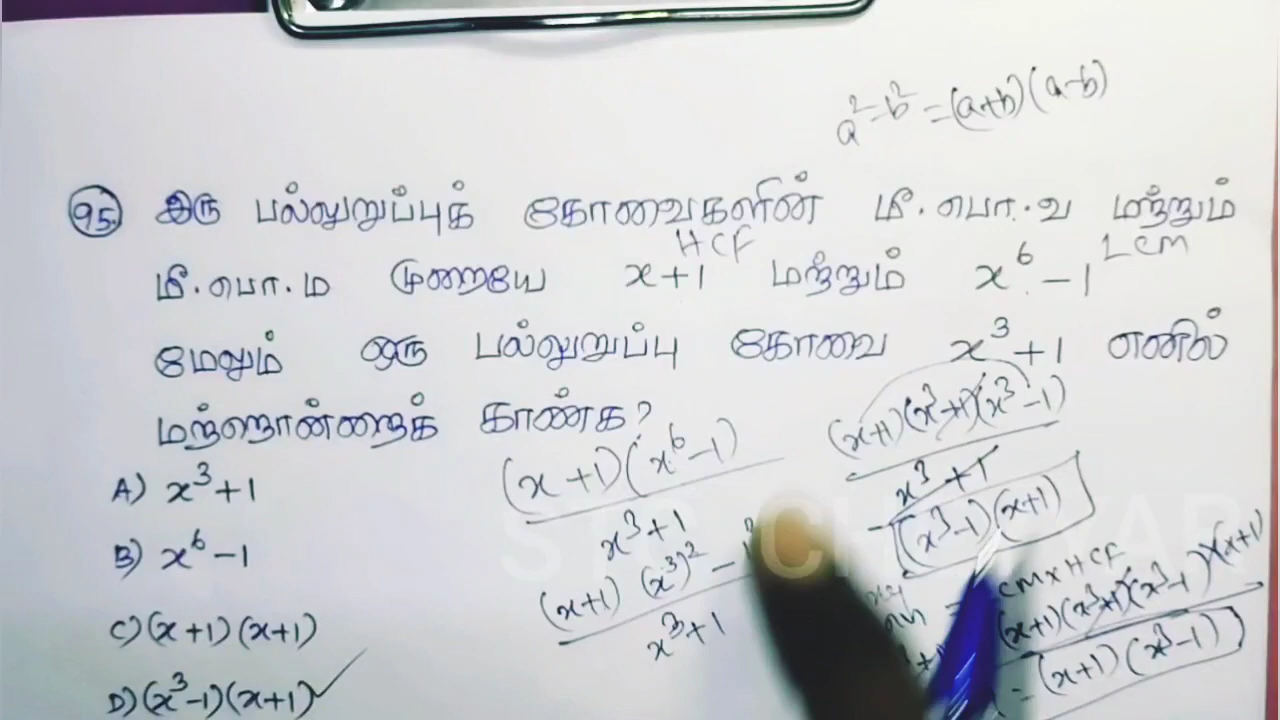 a²-b² = (a+b)(a-b)
95. இரு பல்லுறுப்புக் கோவைகளின் மீ.பொ.வ மற்றும்
HCF LCM
மீ.பொ.ம முறையே x+1 மற்றும் x⁶-1
மேலும் ஒரு பல்லுறுப்பு கோவை x³+1 எனில்
மற்றொன்றைக் காண்க?
(x+1)(x³+1)(x³-1)
x³+1
(x³-1)(x+1)
(x+1)(x⁶-1)
x³+1
(x+1)(x³)²-
x³+1
A) x³+1
B) x⁶-1
C) (x+1)(x+1)
D) (x³-1)(x+1) ✓
CM x HCF
(x+1)(x³+1)(x³-1)×(x+1)
= (x+1)(x³-1)